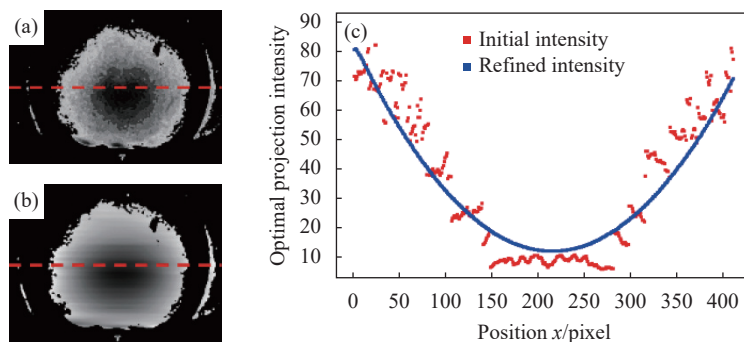 (a)
(b)
(c)
Initial intensity
Refined intensity
Optimal projection intensity
90
80
70
60
50
40
30
20
10
0
50
100
150
200
250
300
350
400
Position x/pixel